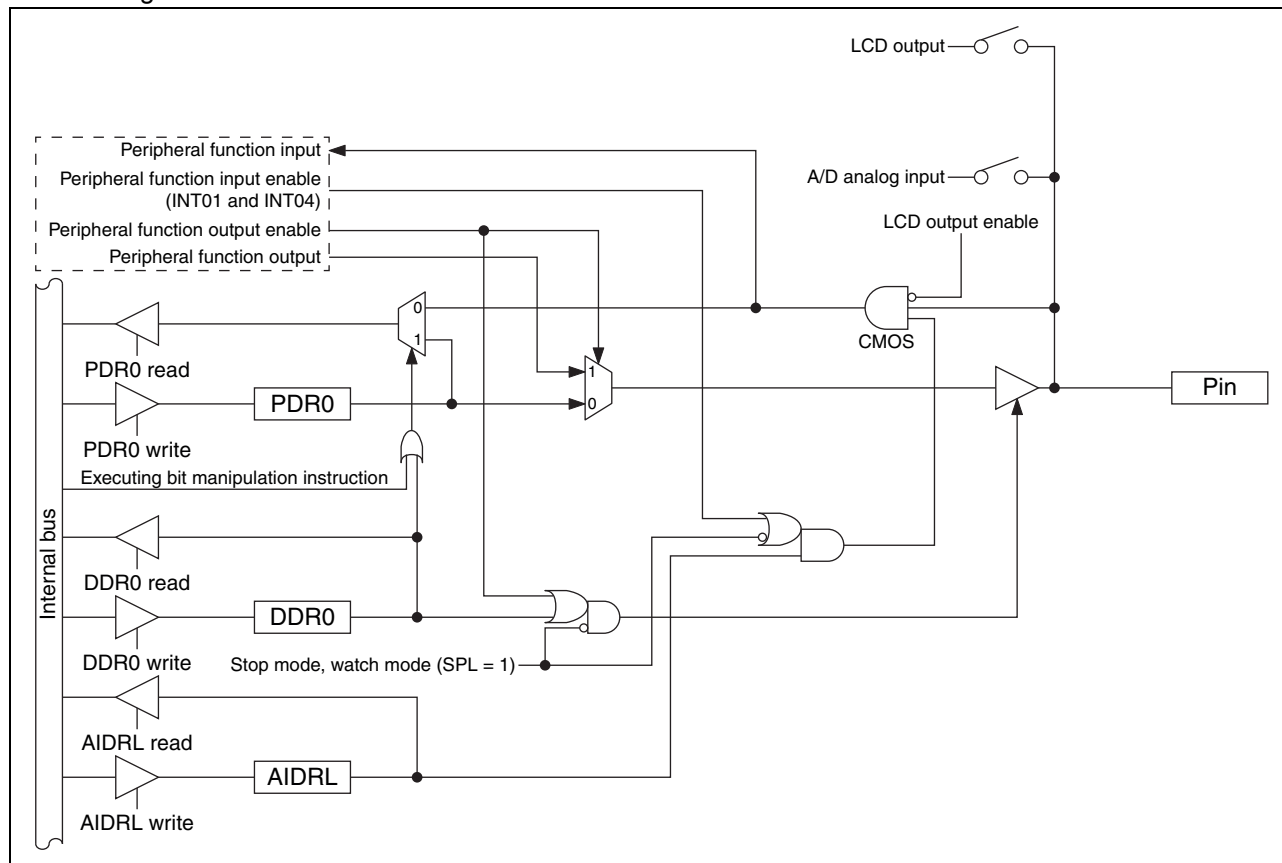 LCD output
Peripheral function input
Peripheral function input enable
(INT01 and INT04)
A/D analog input
Peripheral function output enable
LCD output enable
Peripheral function output
0
1
CMOS
PDR0 read
1
0
PDR0
Pin
PDR0 write
Executing bit manipulation instruction
Internal bus
DDR0 read
DDR0
DDR0 write
Stop mode, watch mode (SPL = 1)
AIDRL read
AIDRL
AIDRL write